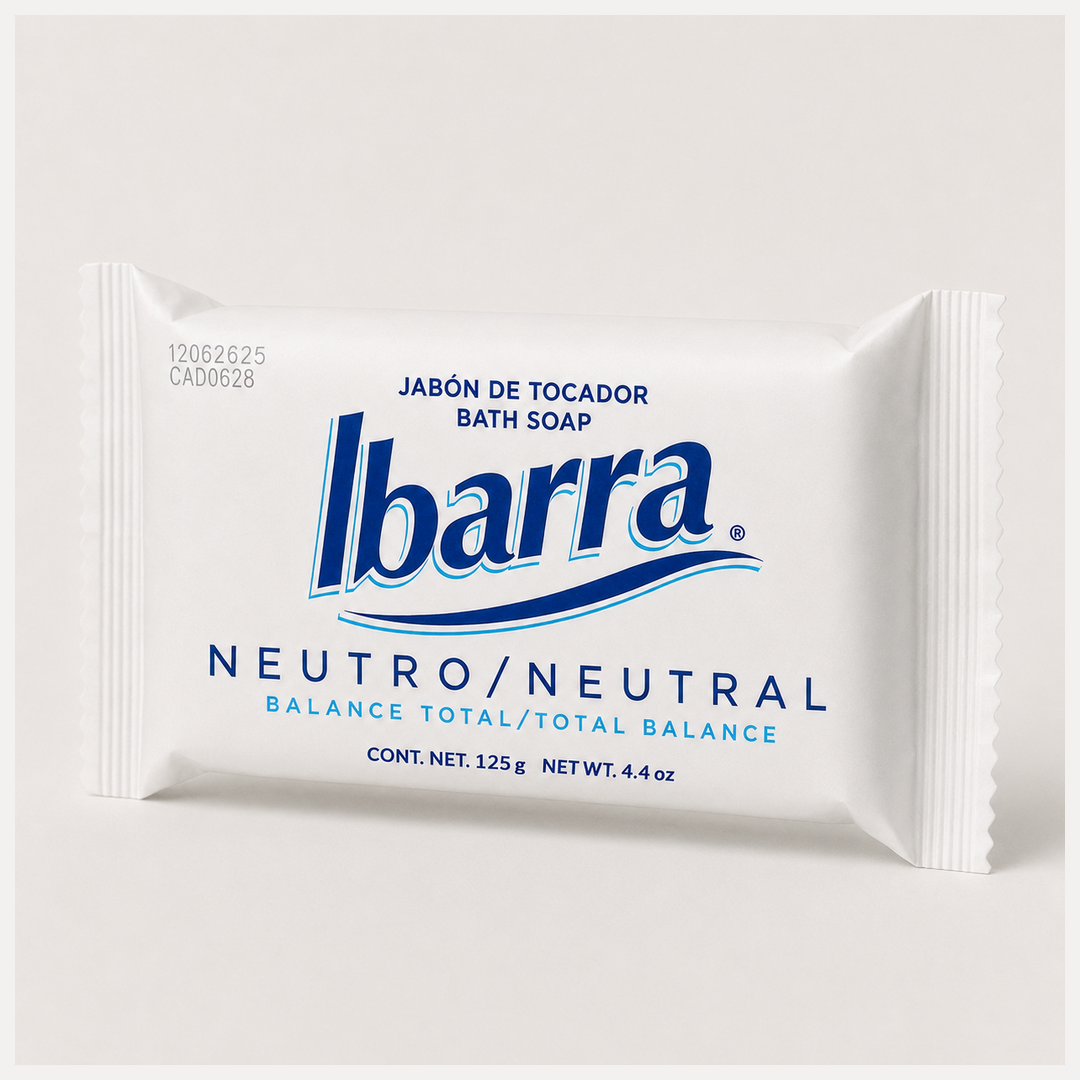 12062625
CAD0628
JABÓN DE TOCADOR
BATH SOAP
Ibarra ®
NEUTRO/NEUTRAL
BALANCE TOTAL/TOTAL BALANCE
CONT. NET. 125 g NET WT. 4.4 oz